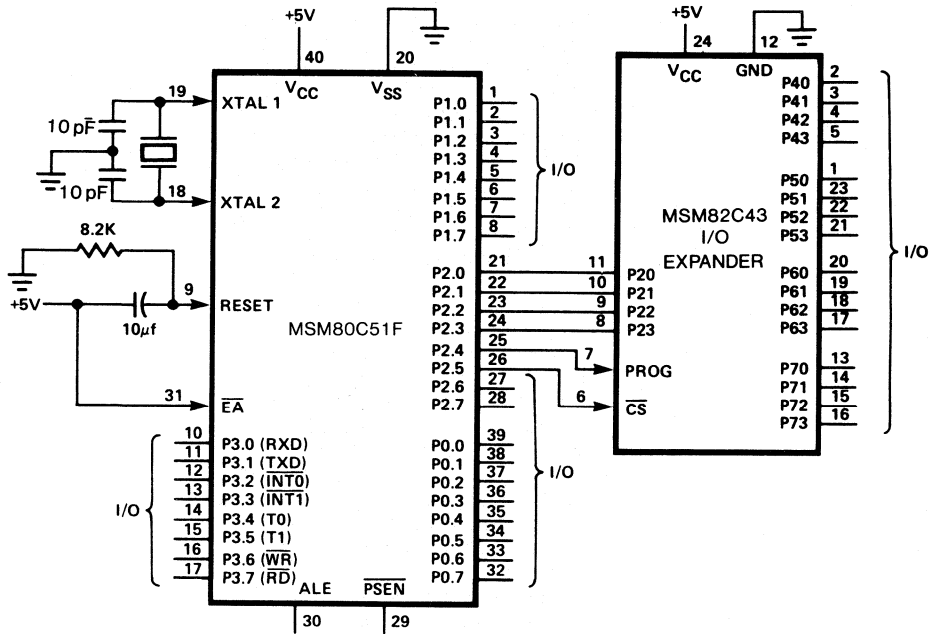 +5V
40
VCC
20
VSS
19
XTAL 1
10 pF
10 pF
18
XTAL 2
8.2K
9
RESET
+5V
10μf
31
EA
MSM80C51F
10 P3.0 (RXD)
11 P3.1 (TXD)
12 P3.2 (INT0)
13 P3.3 (INT1)
14 P3.4 (T0)
15 P3.5 (T1)
16 P3.6 (WR)
17 P3.7 (RD)
I/O
ALE
30
PSEN
29
P1.0 1
P1.1 2
P1.2 3
P1.3 4
P1.4 5
P1.5 6
P1.6 7
P1.7 8
I/O
P2.0 21
P2.1 22
P2.2 23
P2.3 24
P2.4 25
P2.5 26
P2.6 27
P2.7 28
P0.0 39
P0.1 38
P0.2 37
P0.3 36
P0.4 35
P0.5 34
P0.6 33
P0.7 32
I/O
+5V
24
VCC
12
GND
11 P20
10 P21
9 P22
8 P23
7 PROG
6 CS
MSM82C43
I/O
EXPANDER
P40 2
P41 3
P42 4
P43 5
P50 1
P51 23
P52 22
P53 21
P60 20
P61 19
P62 18
P63 17
P70 13
P71 14
P72 15
P73 16
I/O